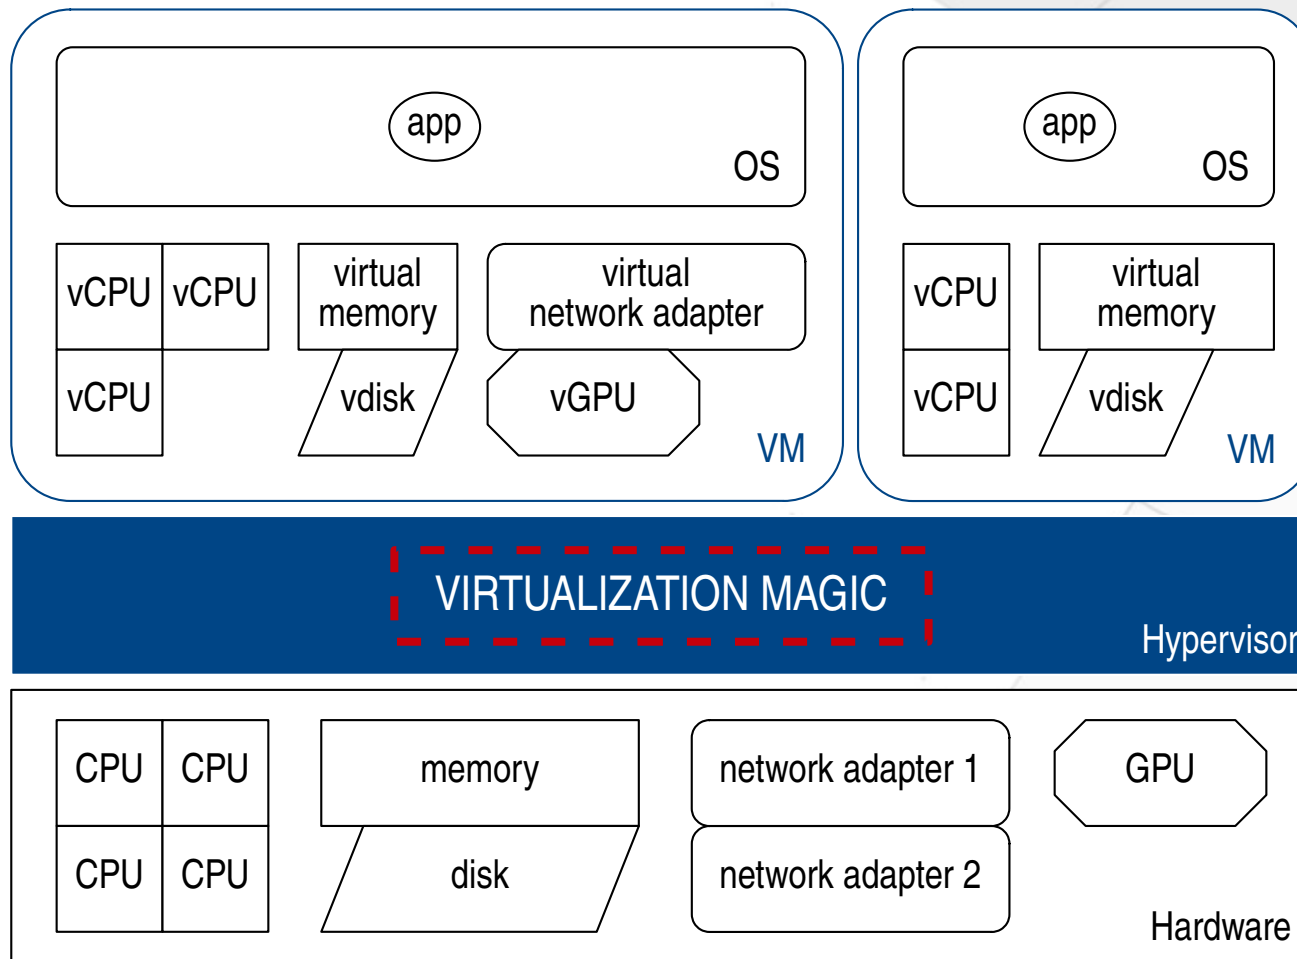 app
OS
vCPU vCPU
vCPU
virtual
memory
vdisk
virtual
network adapter
vGPU
VM
app
OS
vCPU
vCPU
virtual
memory
vdisk
VM
VIRTUALIZATION MAGIC
Hypervisor
CPU CPU
CPU CPU
memory
disk
network adapter 1
network adapter 2
GPU
Hardware